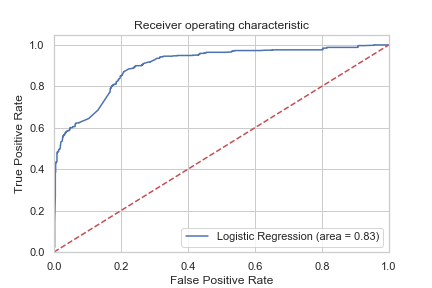 Receiver operating characteristic
1.0
0.8
0.6
0.4
0.2
0.0
True Positive Rate
Logistic Regression (area = 0.83)
0.0 0.2 0.4 0.6 0.8 1.0
False Positive Rate